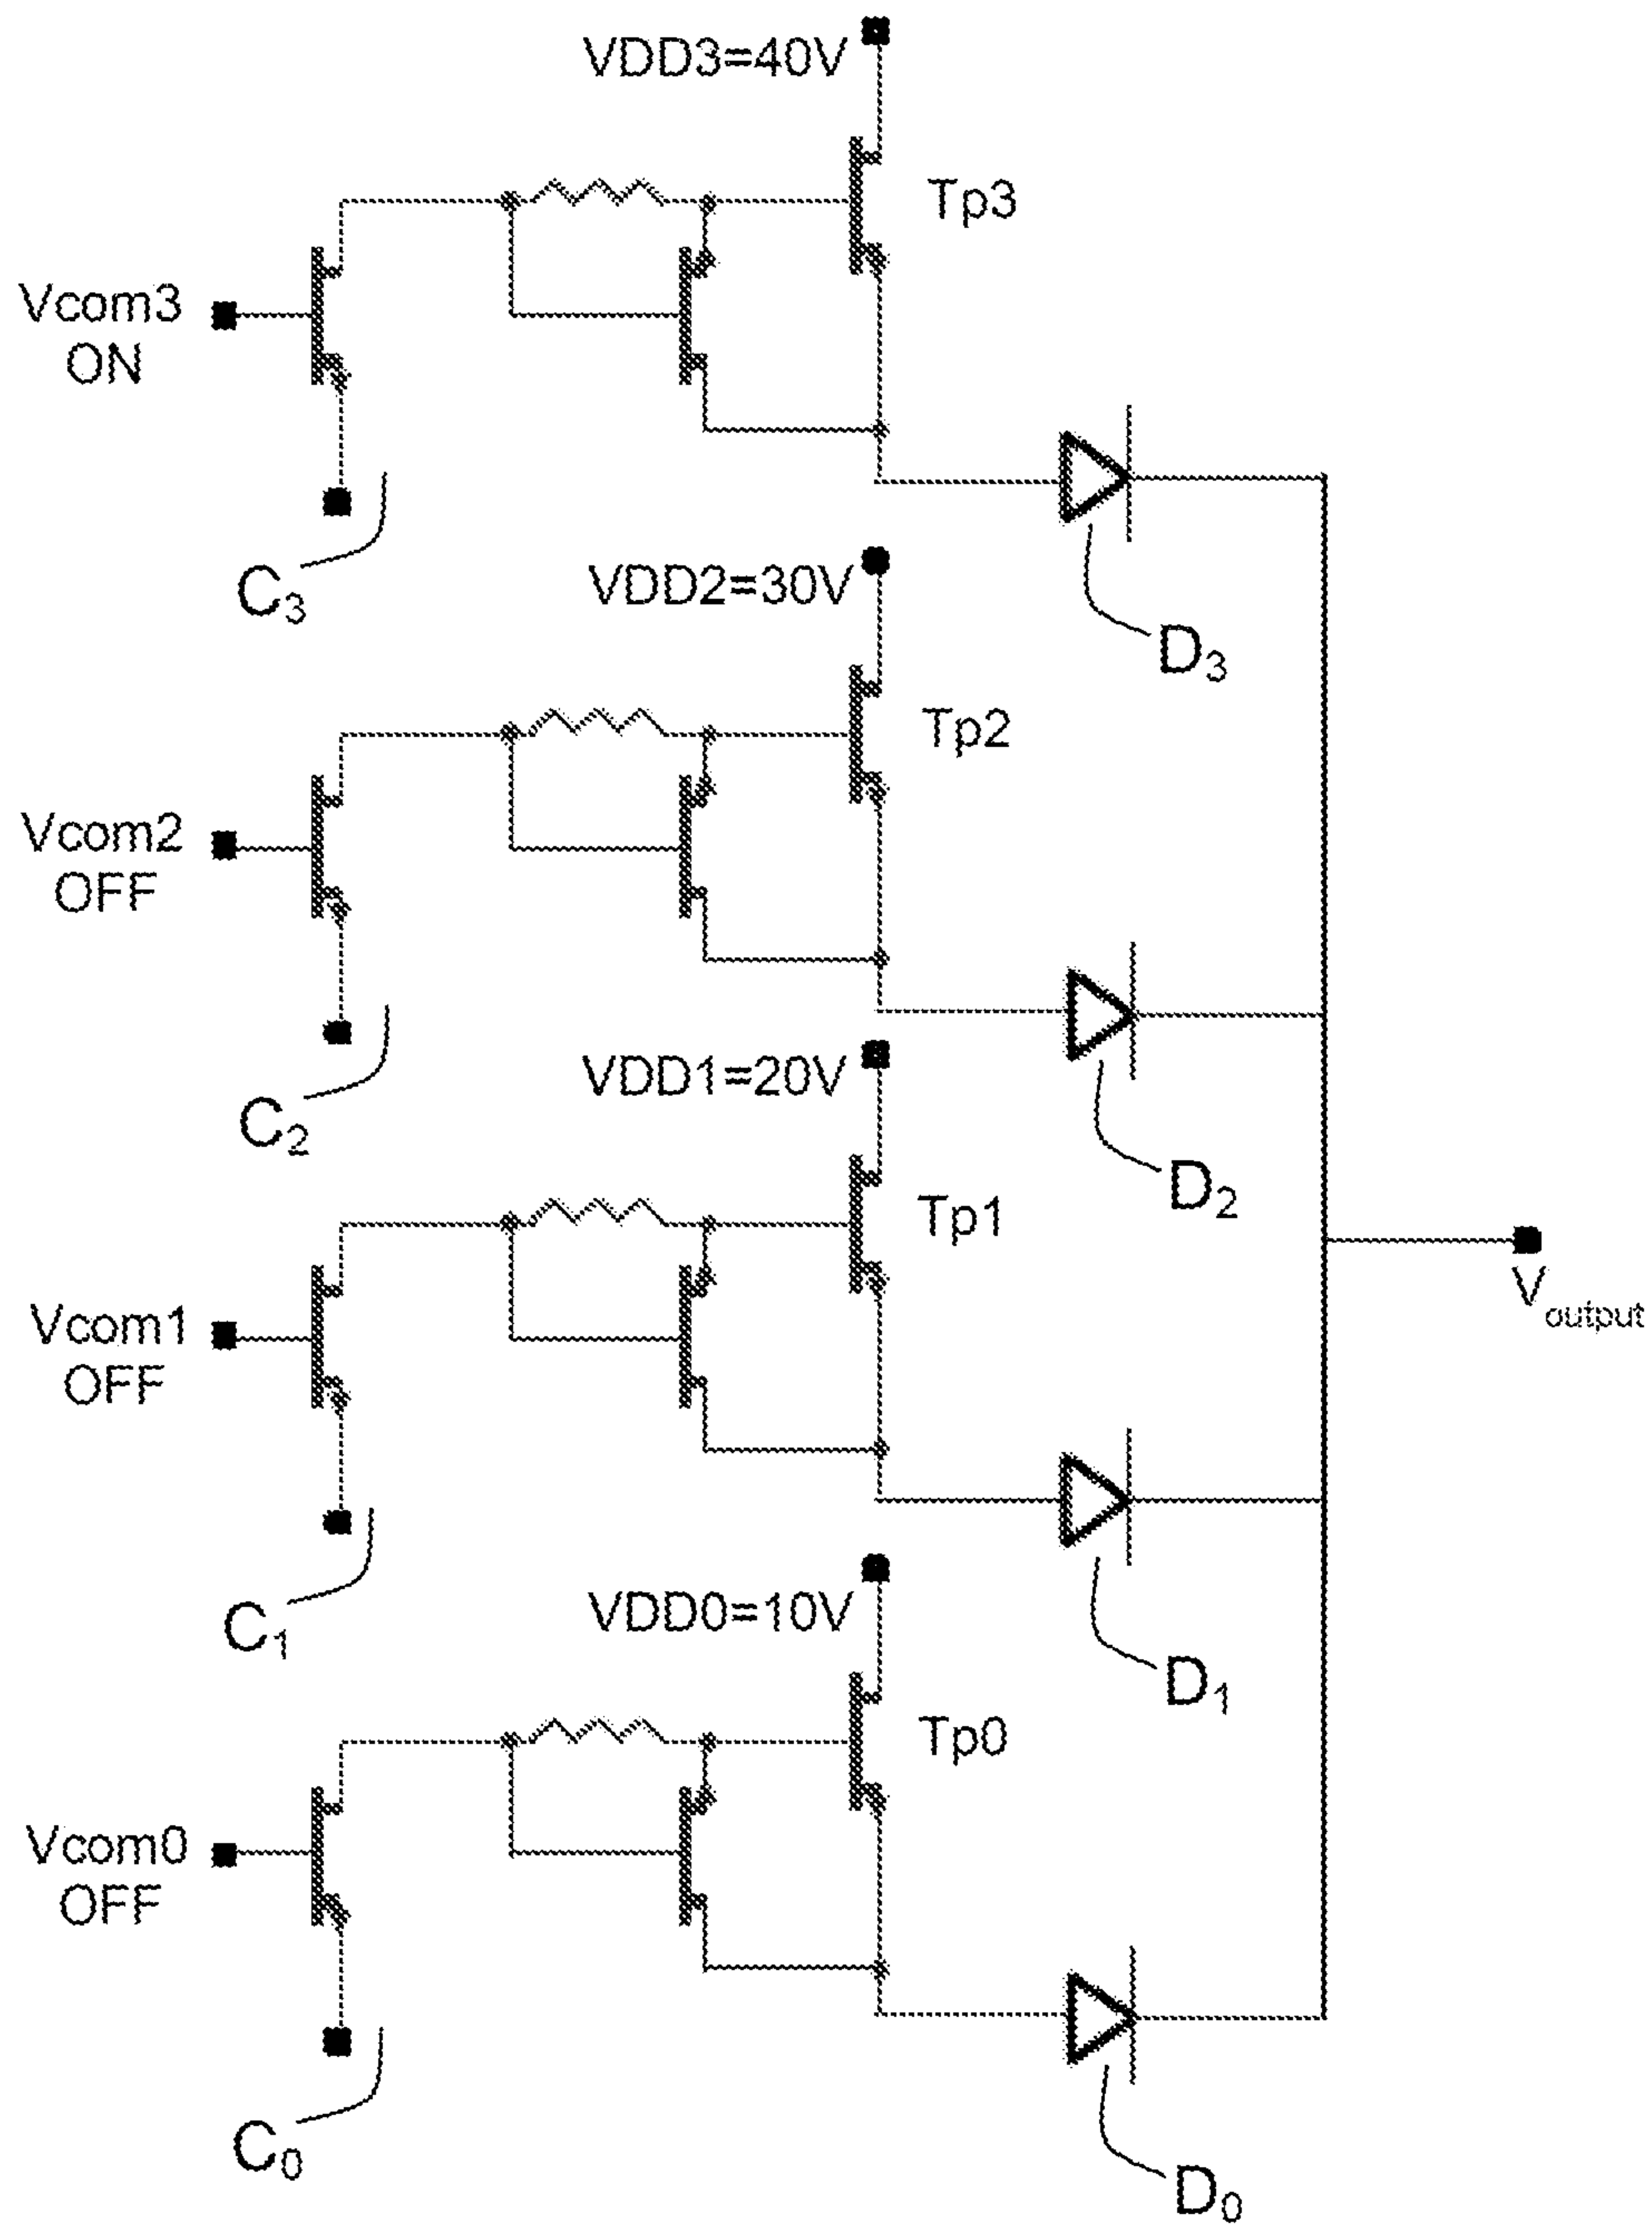 VDD3=40V
Tp3
Vcom3
ON
C3
VDD2=30V
D3
Tp2
Vcom2
OFF
C2
VDD1=20V
D2
Tp1
Voutput
Vcom1
OFF
C1
VDD0=10V
D1
Tp0
Vcom0
OFF
C0
D0